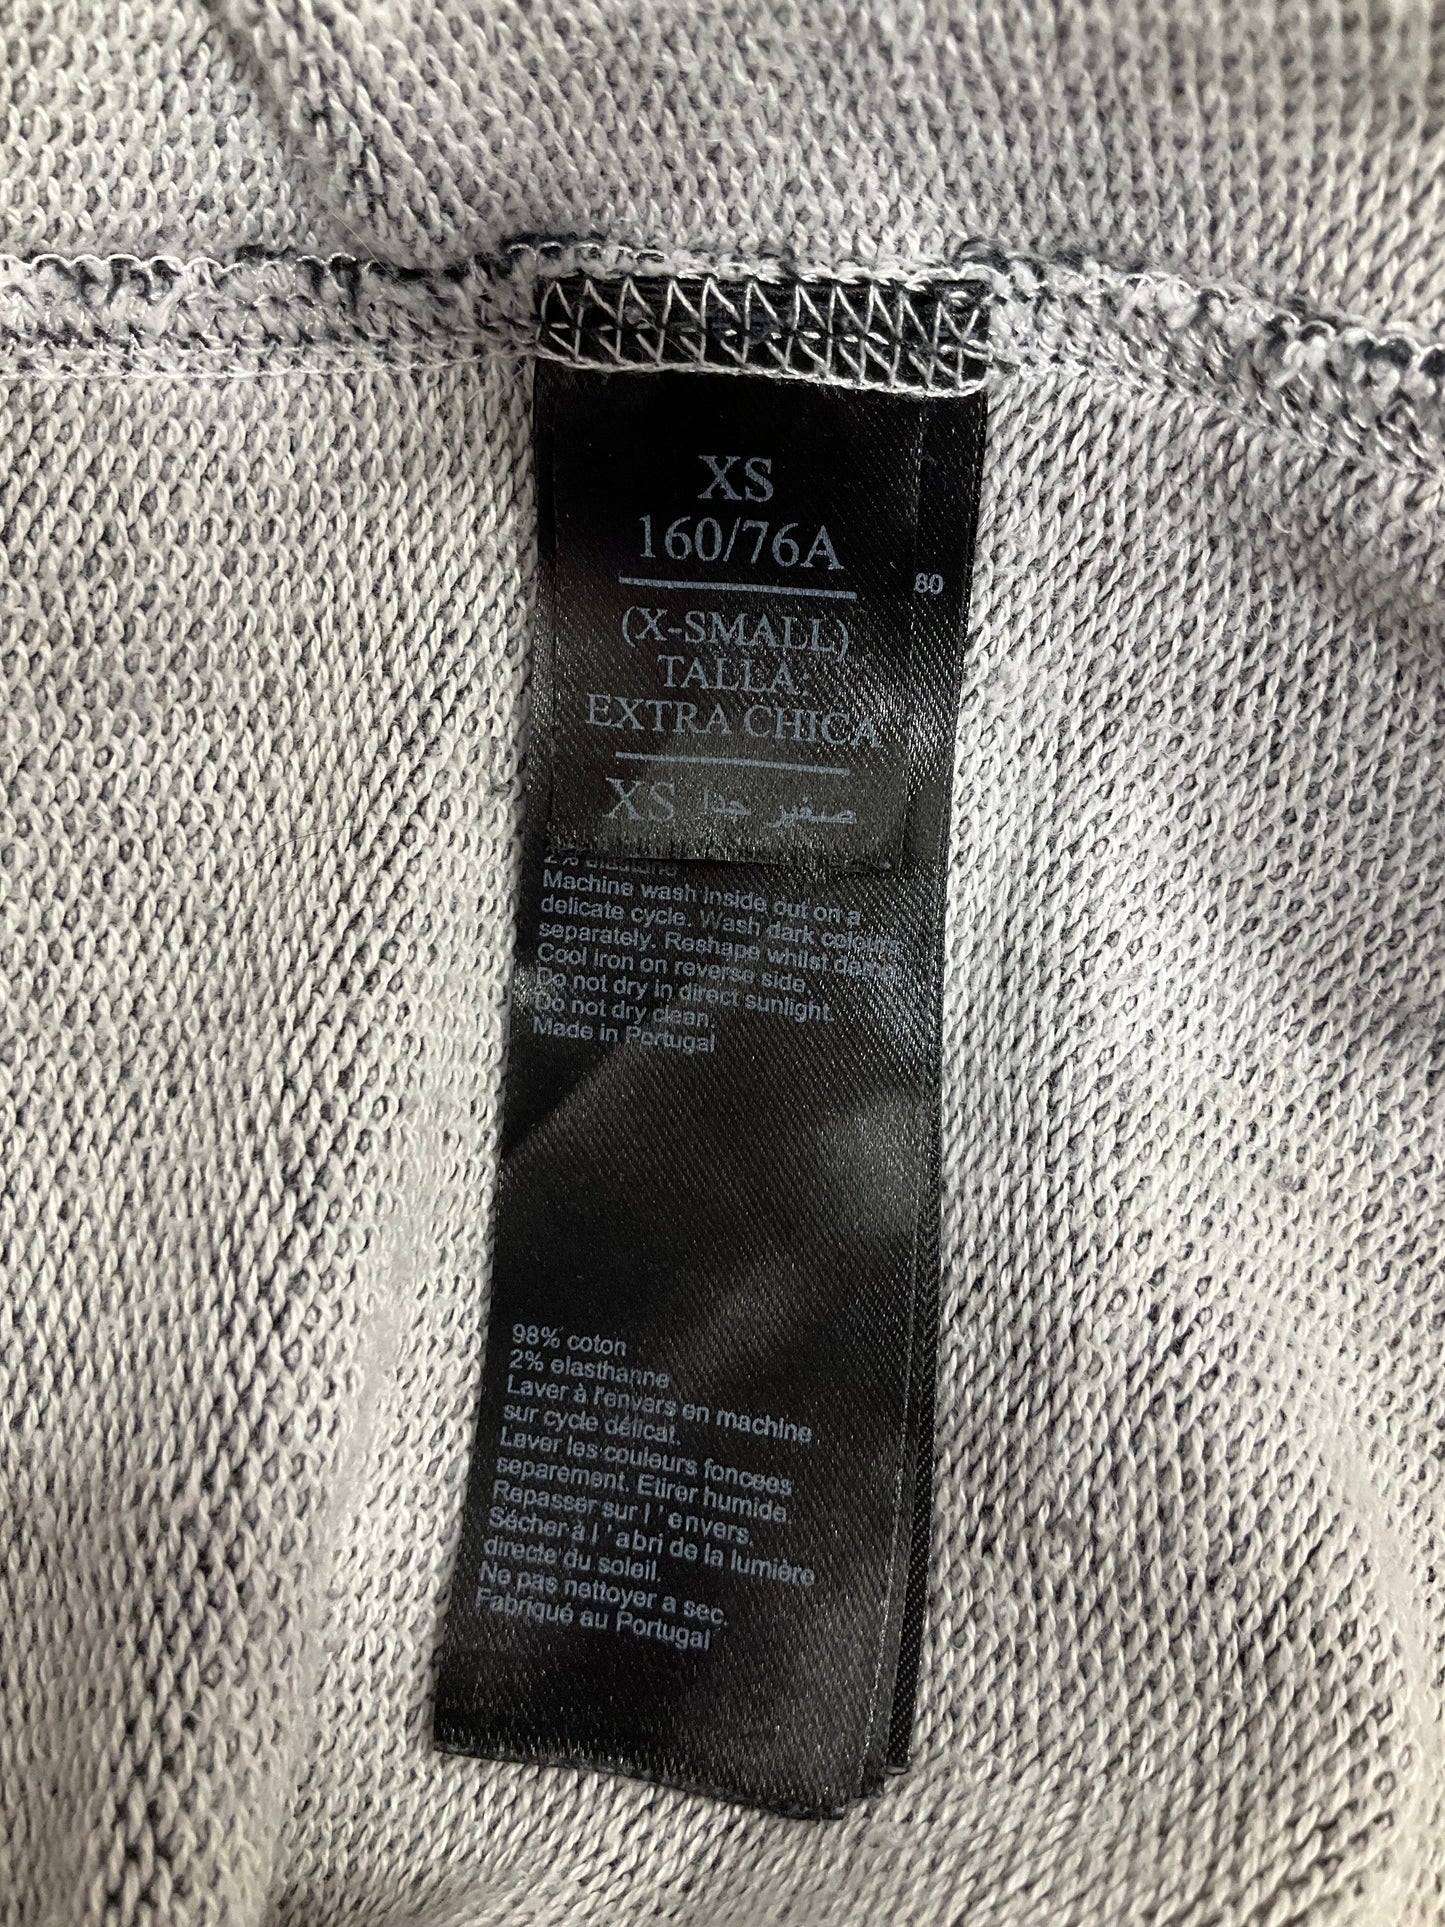 XS
160/76A
80
(X-SMALL)
TALLA:
EXTRA CHICA
XS صغير جدا
2% elastane
Machine wash inside out on a
delicate cycle. Wash dark colours
separately. Reshape whilst damp.
Cool iron on reverse side.
Do not dry in direct sunlight.
Do not dry clean.
Made in Portugal
98% coton
2% elasthanne
Laver à l'envers en machine
sur cycle délicat.
Laver les couleurs foncees
separement. Etirer humide.
Repasser sur l'envers.
Sécher à l'abri de la lumière
directe du soleil.
Ne pas nettoyer a sec.
Fabriqué au Portugal